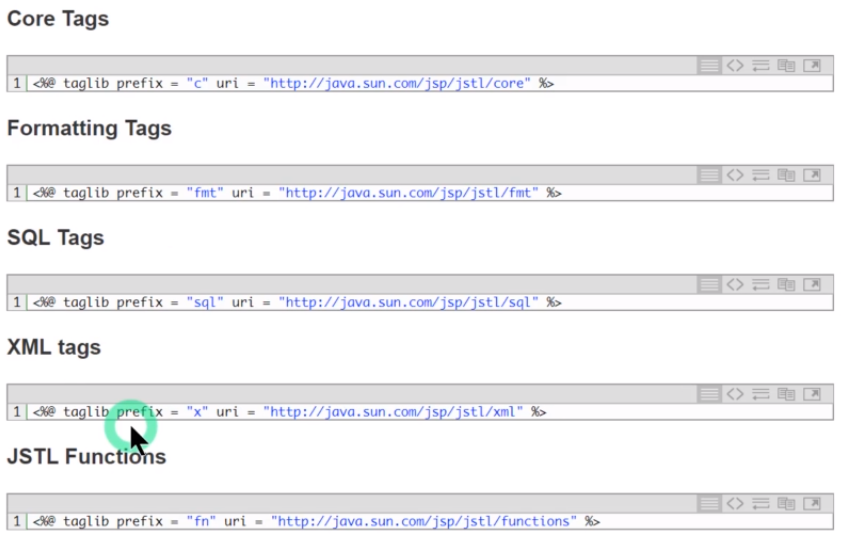 Core Tags
1 <%@ taglib prefix = "c" uri = "http://java.sun.com/jsp/jstl/core" %>
Formatting Tags
1 <%@ taglib prefix = "fmt" uri = "http://java.sun.com/jsp/jstl/fmt" %>
SQL Tags
1 <%@ taglib prefix = "sql" uri = "http://java.sun.com/jsp/jstl/sql" %>
XML tags
1 <%@ taglib prefix = "x" uri = "http://java.sun.com/jsp/jstl/xml" %>
JSTL Functions
1 <%@ taglib prefix = "fn" uri = "http://java.sun.com/jsp/jstl/functions" %>